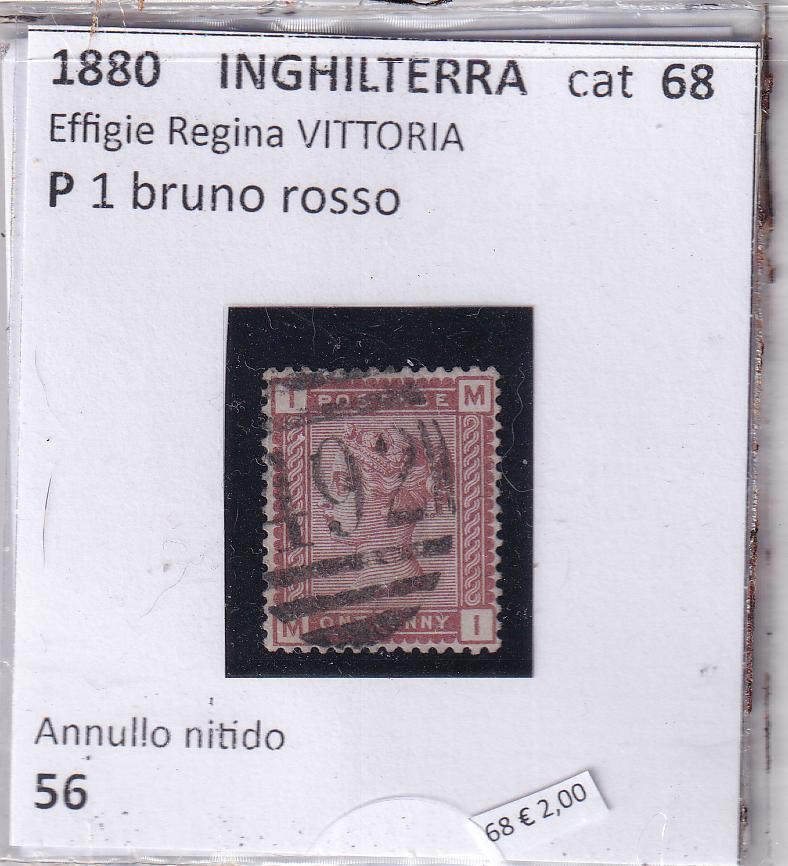 1880 INGHILTERRA cat 68
Effigie Regina VITTORIA
P 1 bruno rosso
I POSTAGE M
192
M ONE PENNY I
Annullo nitido
56
68 € 2,00